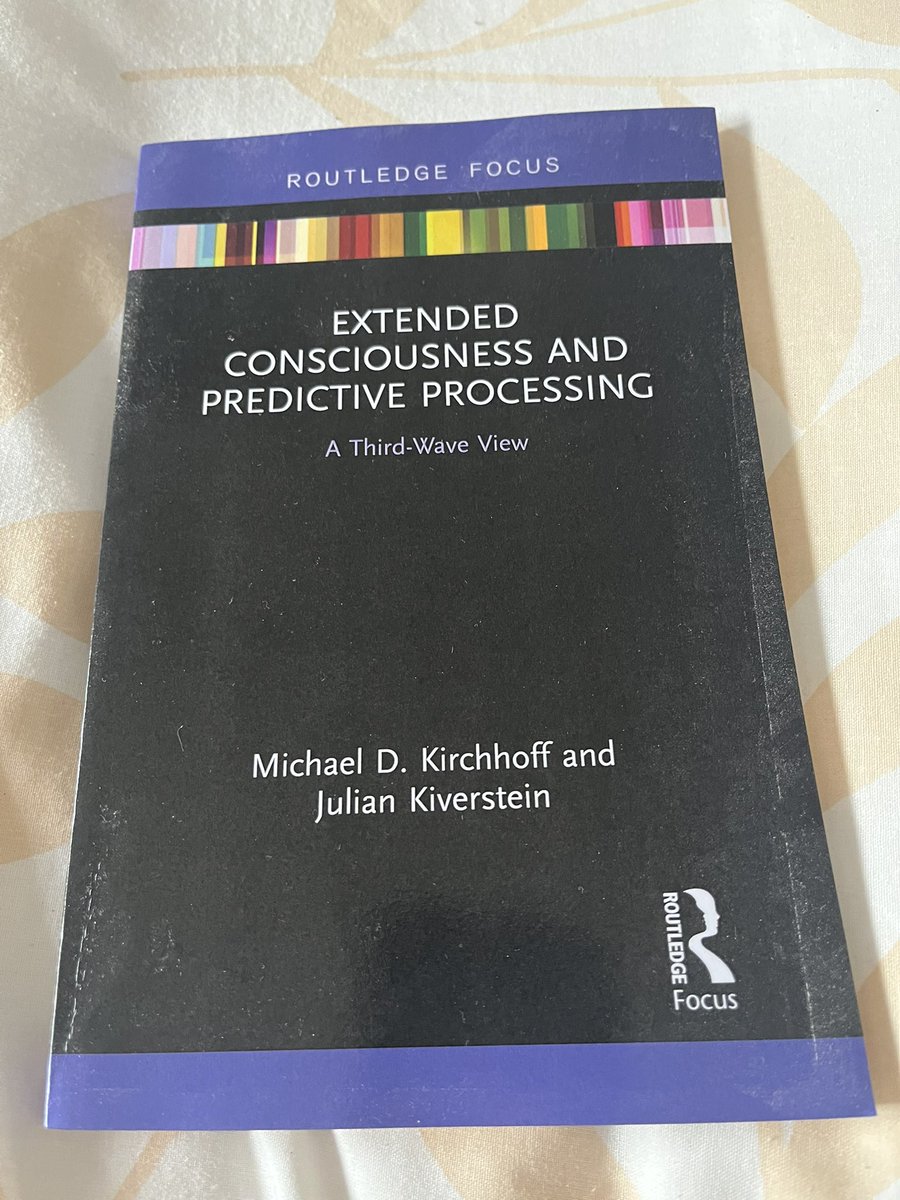 ROUTLEDGE FOCUS
EXTENDED
CONSCIOUSNESS AND
PREDICTIVE PROCESSING
A Third-Wave View
Michael D. Kirchhoff and
Julian Kiverstein
ROUTLEDGE
Focus